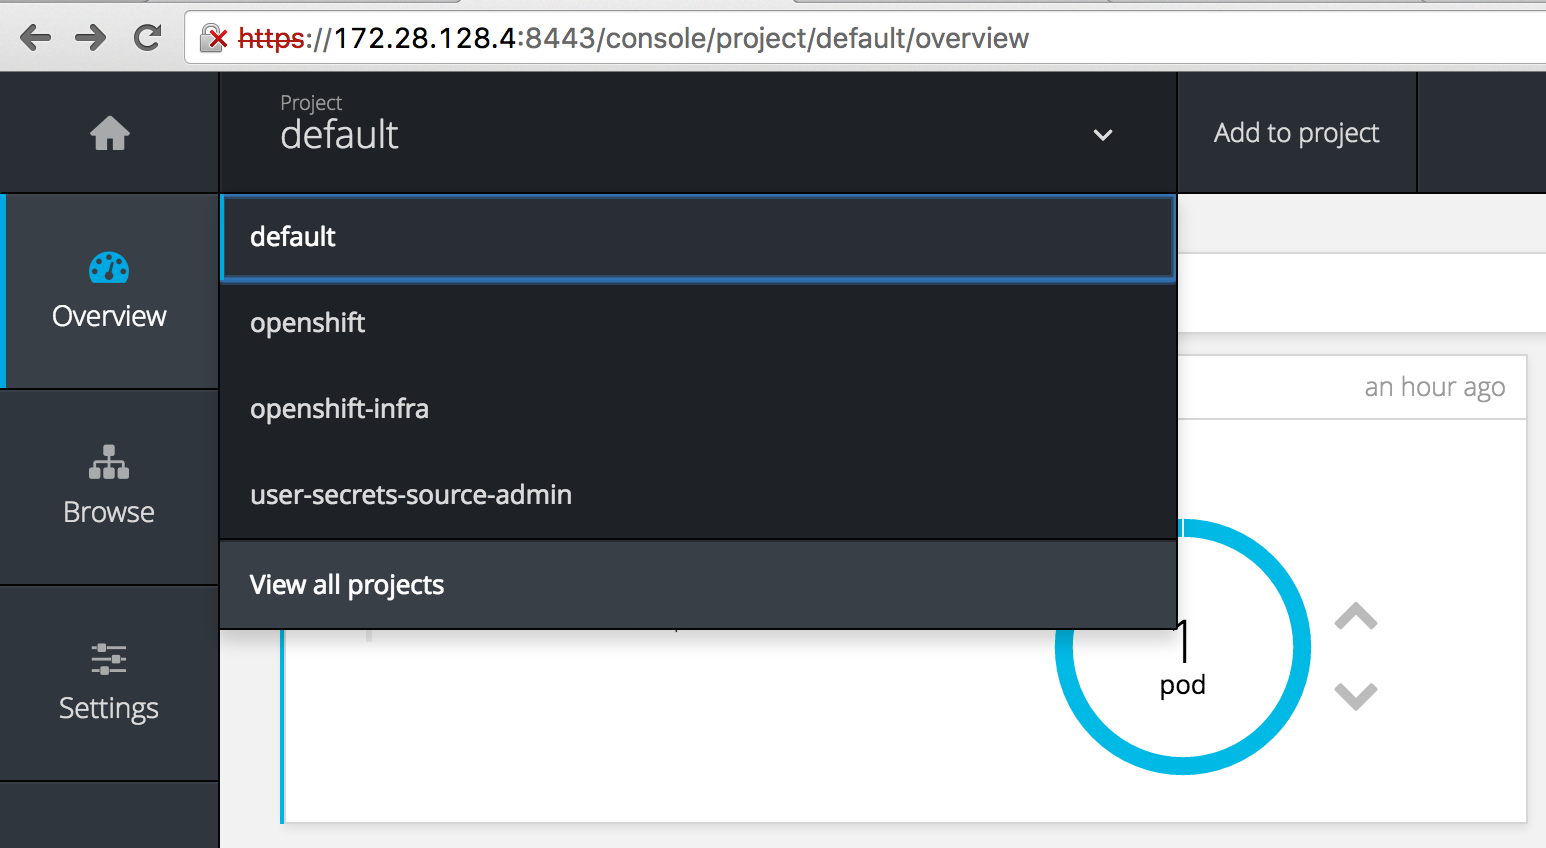 https://172.28.128.4:8443/console/project/default/overview
Project
default
Add to project
default
openshift
openshift-infra
user-secrets-source-admin
View all projects
Overview
Browse
Settings
an hour ago
1
pod